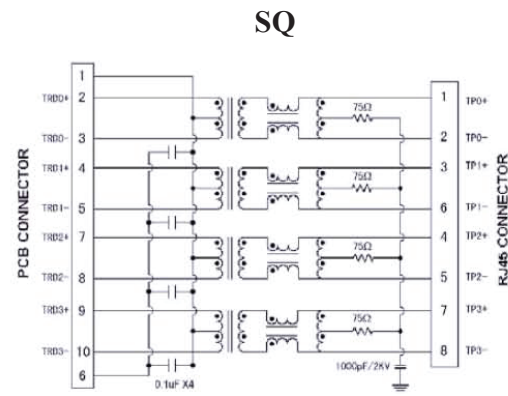 SQ
PCB CONNECTOR
1
TRD0+ 2
TRD0- 3
TRD1+ 4
TRD1- 5
TRD2+ 7
TRD2- 8
TRD3+ 9
TRD3- 10
6
0.1uF X4
75Ω
75Ω
75Ω
75Ω
1000pF/2KV
1 TP0+
2 TP0-
3 TP1+
6 TP1-
4 TP2+
5 TP2-
7 TP3+
8 TP3-
RJ45 CONNECTOR